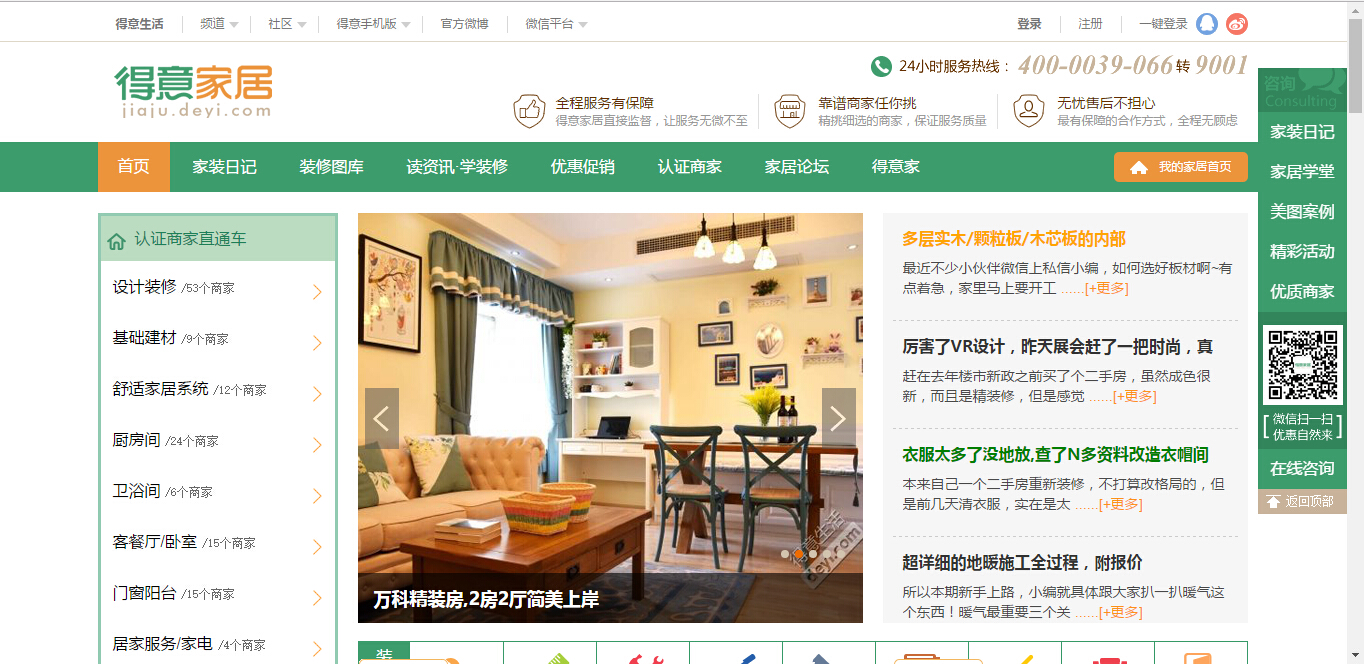 得意生活 频道 社区 得意手机版 官方微博 微信平台 登录 注册 一键登录
得意家居
jiaju.deyi.com
24小时服务热线： 400-0039-066 转 9001
全程服务有保障
得意家居直接监督，让服务无微不至
靠谱商家任你挑
精挑细选的商家，保证服务质量
无忧售后不担心
最有保障的合作方式，全程无顾虑
首页 家装日记 装修图库 读资讯·学装修 优惠促销 认证商家 家居论坛 得意家 我的家居首页
认证商家直通车
设计装修 /53个商家
基础建材 /9个商家
舒适家居系统 /12个商家
厨房间 /24个商家
卫浴间 /6个商家
客餐厅/卧室 /15个商家
门窗阳台 /15个商家
居家服务/家电 /4个商家
得意生活
deyi.com
万科精装房,2房2厅简美上岸
装
多层实木/颗粒板/木芯板的内部
最近不少小伙伴微信上私信小编，如何选好板材啊~有
点着急，家里马上要开工 ......[+更多]
厉害了VR设计，昨天展会赶了一把时尚，真
赶在去年楼市新政之前买了个二手房，虽然成色很
新，而且是精装修，但是感觉 ......[+更多]
衣服太多了没地放,查了N多资料改造衣帽间
本来自己一个二手房重新装修，不打算改格局的，但
是前几天清衣服，实在是太 ......[+更多]
超详细的地暖施工全过程，附报价
所以本期新手上路，小编就具体跟大家扒一扒暖气这
个东西！暖气最重要三个关 ......[+更多]
咨询
Consulting
家装日记
家居学堂
美图案例
精彩活动
优质商家
微信扫一扫
优惠自然来
在线咨询
返回顶部